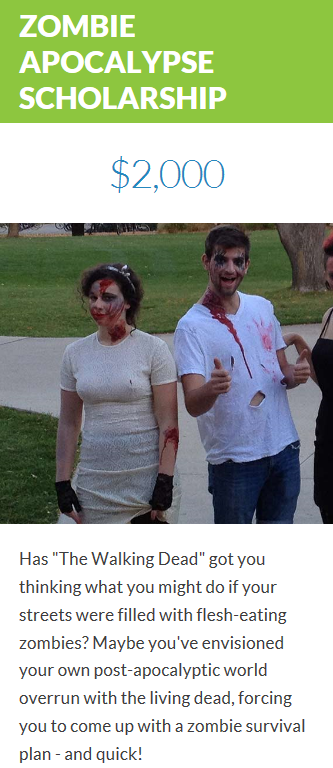 ZOMBIE
APOCALYPSE
SCHOLARSHIP
$2,000
Has "The Walking Dead" got you
thinking what you might do if your
streets were filled with flesh-eating
zombies? Maybe you've envisioned
your own post-apocalyptic world
overrun with the living dead, forcing
you to come up with a zombie survival
plan - and quick!